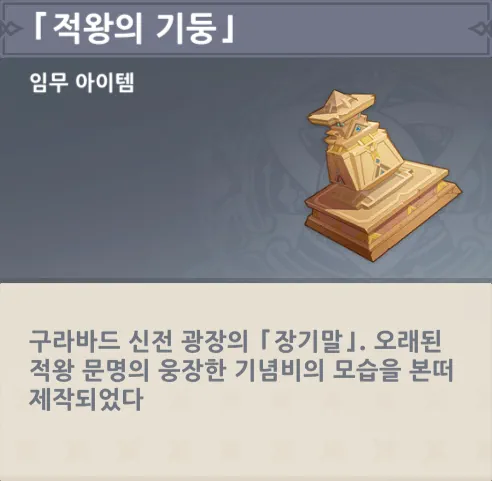 「적왕의 기둥」
임무 아이템
구라바드 신전 광장의 「장기말」. 오래된
적왕 문명의 웅장한 기념비의 모습을 본떠
제작되었다